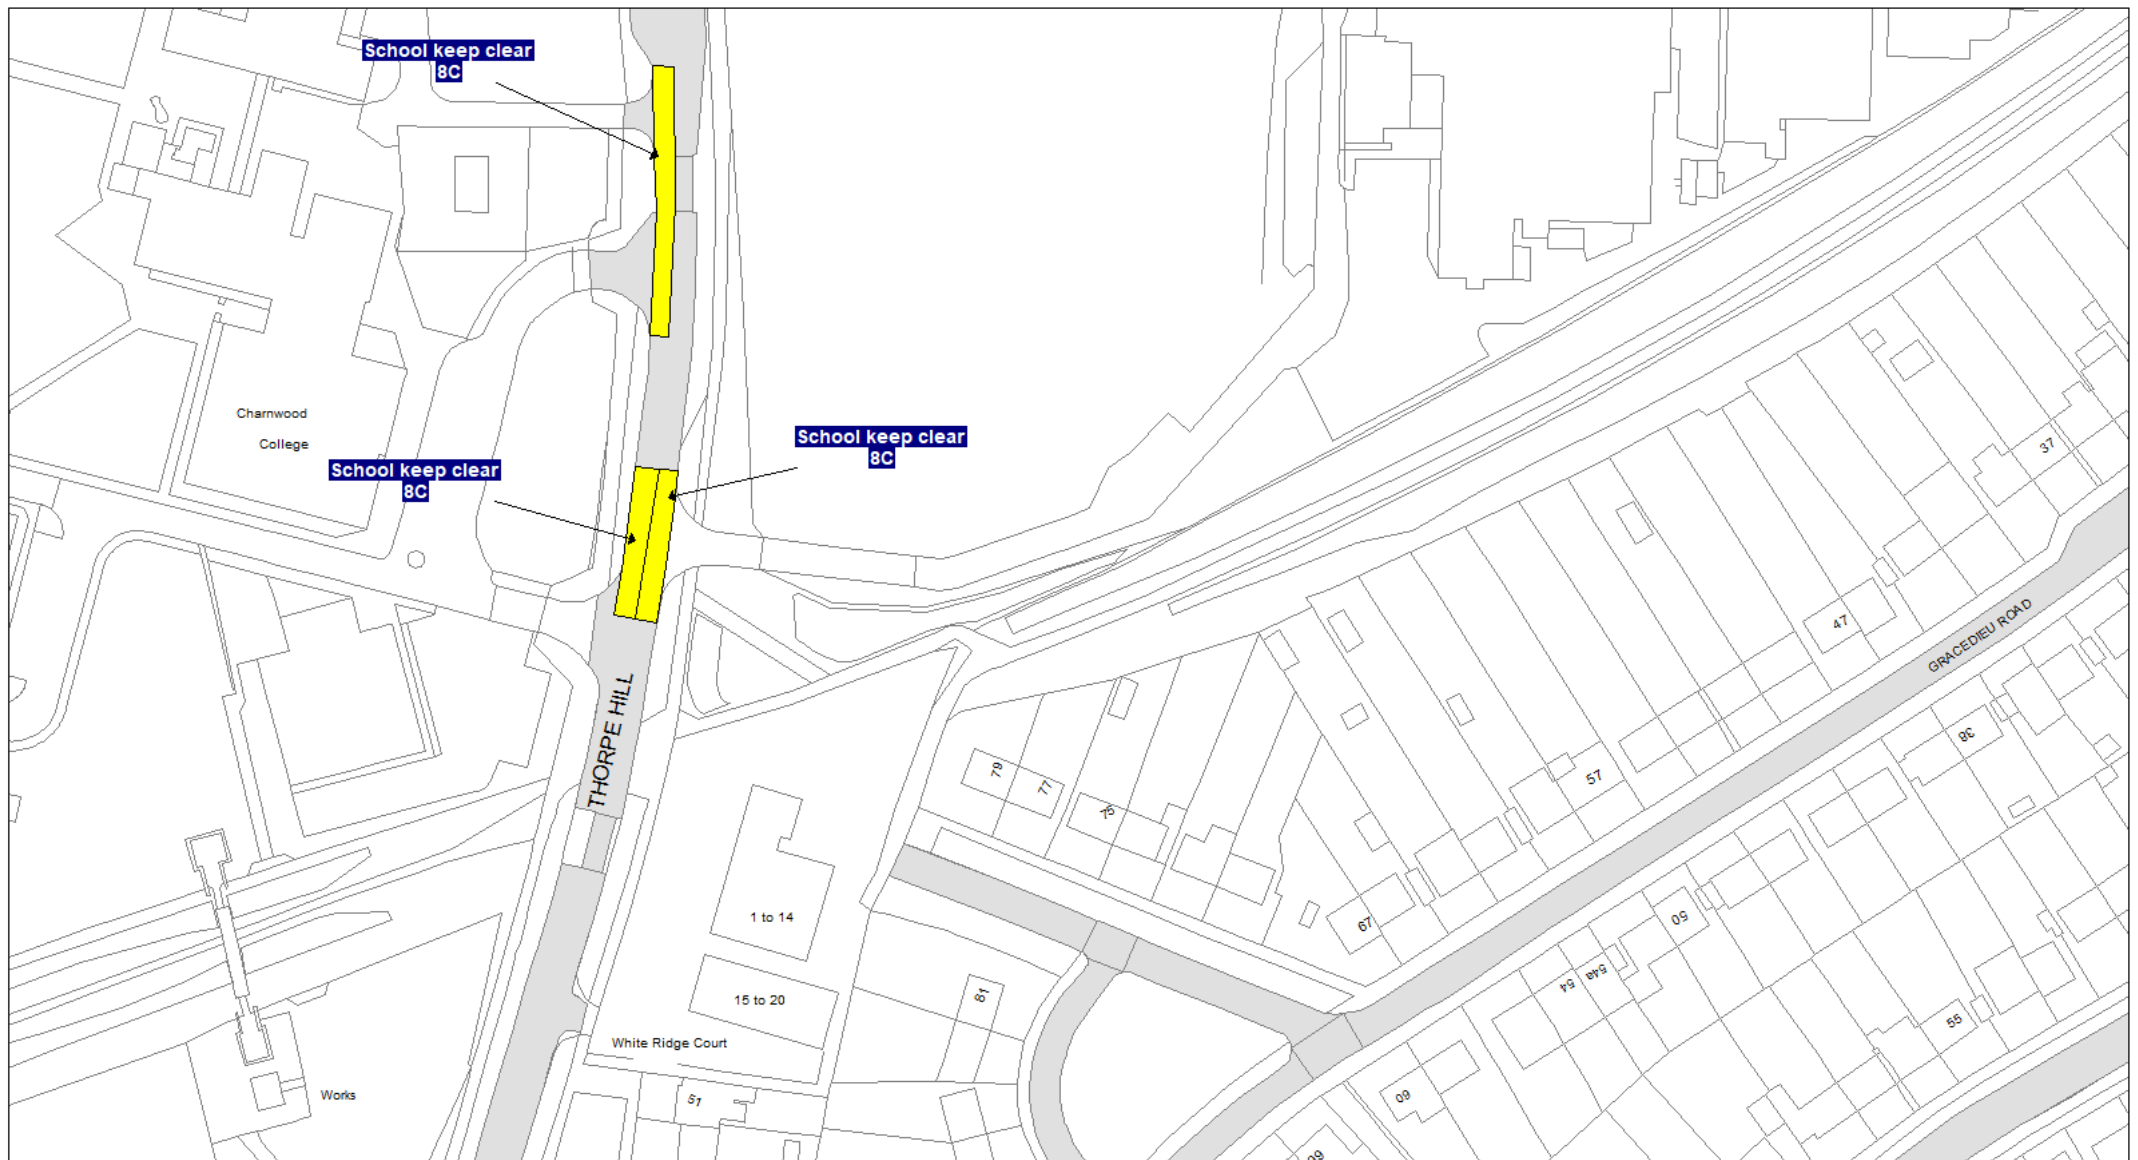 School keep clear
8C
School keep clear
8C
School keep clear
8C
Charnwood
College
THORPE HILL
GRACEDIEU ROAD
37
47
38
57
79
77
75
67
50
54a
54
55
1 to 14
15 to 20
81
White Ridge Court
Works
51
60